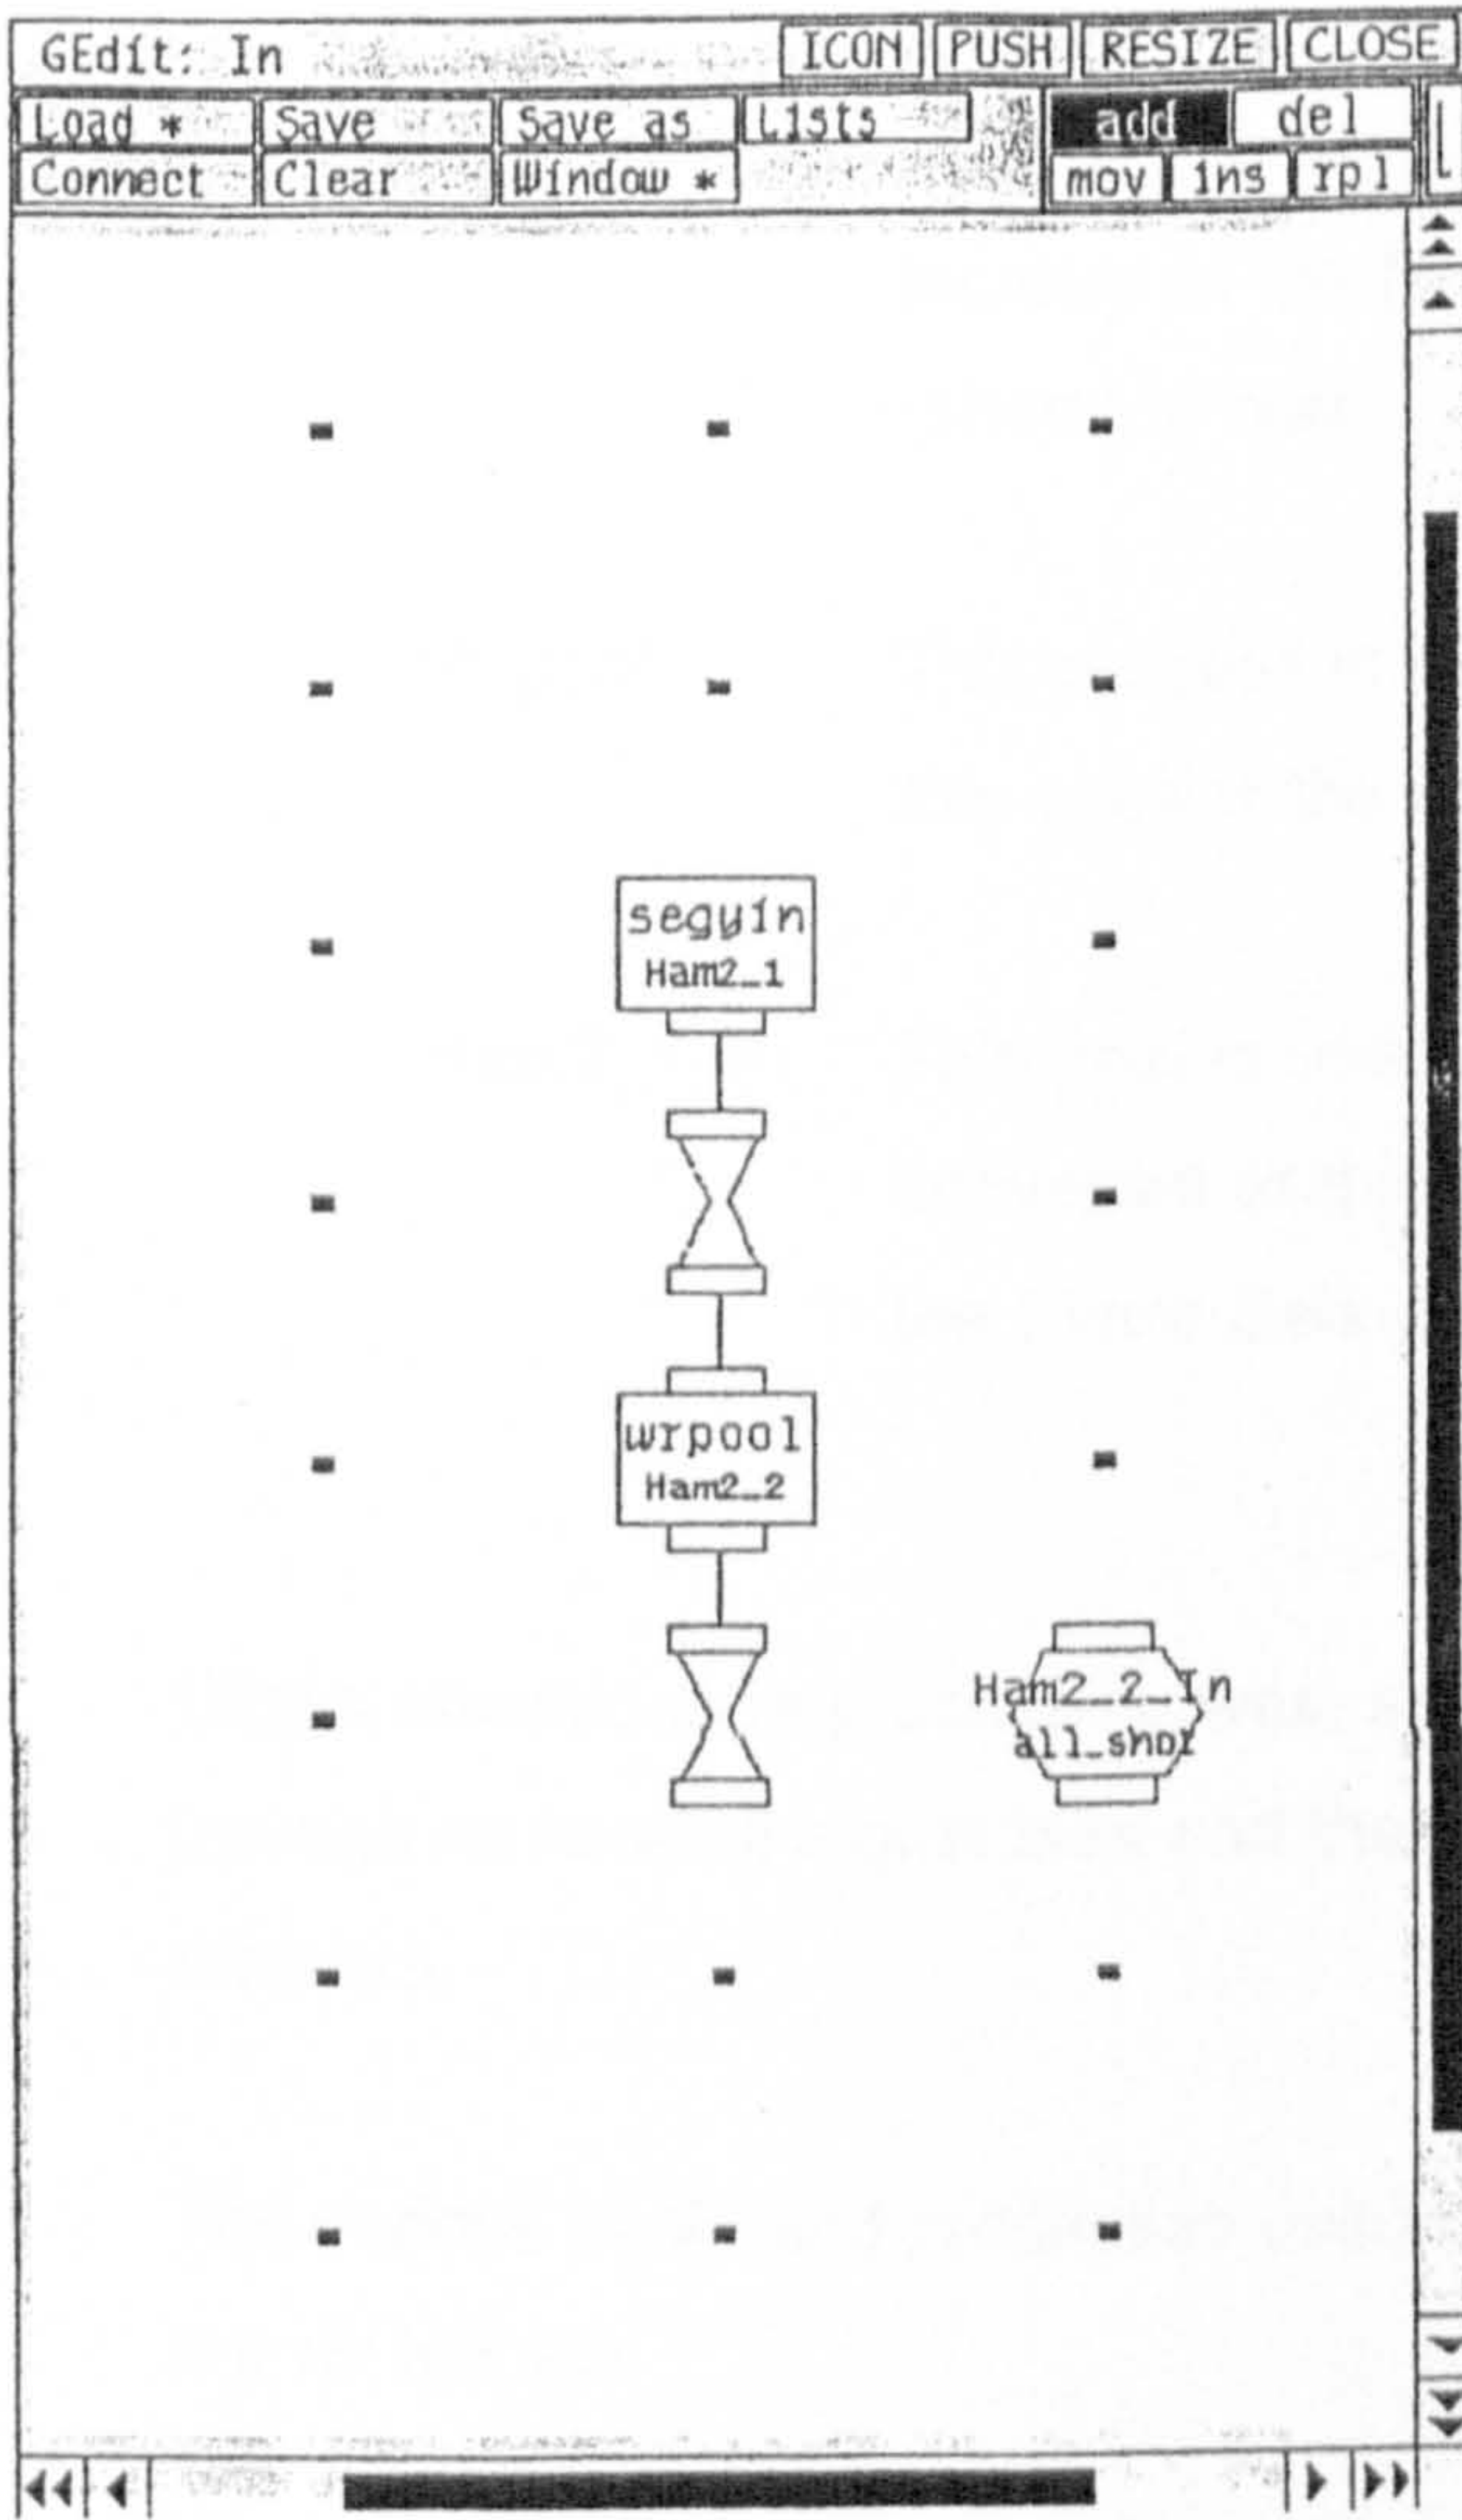 GEdit: In ICON PUSH RESIZE CLOSE
Load * Save Save as Lists add del
Connect Clear Window * mov ins rpl
segyin
Ham2_1
wrpool
Ham2_2
Ham2_2_In
all_shot